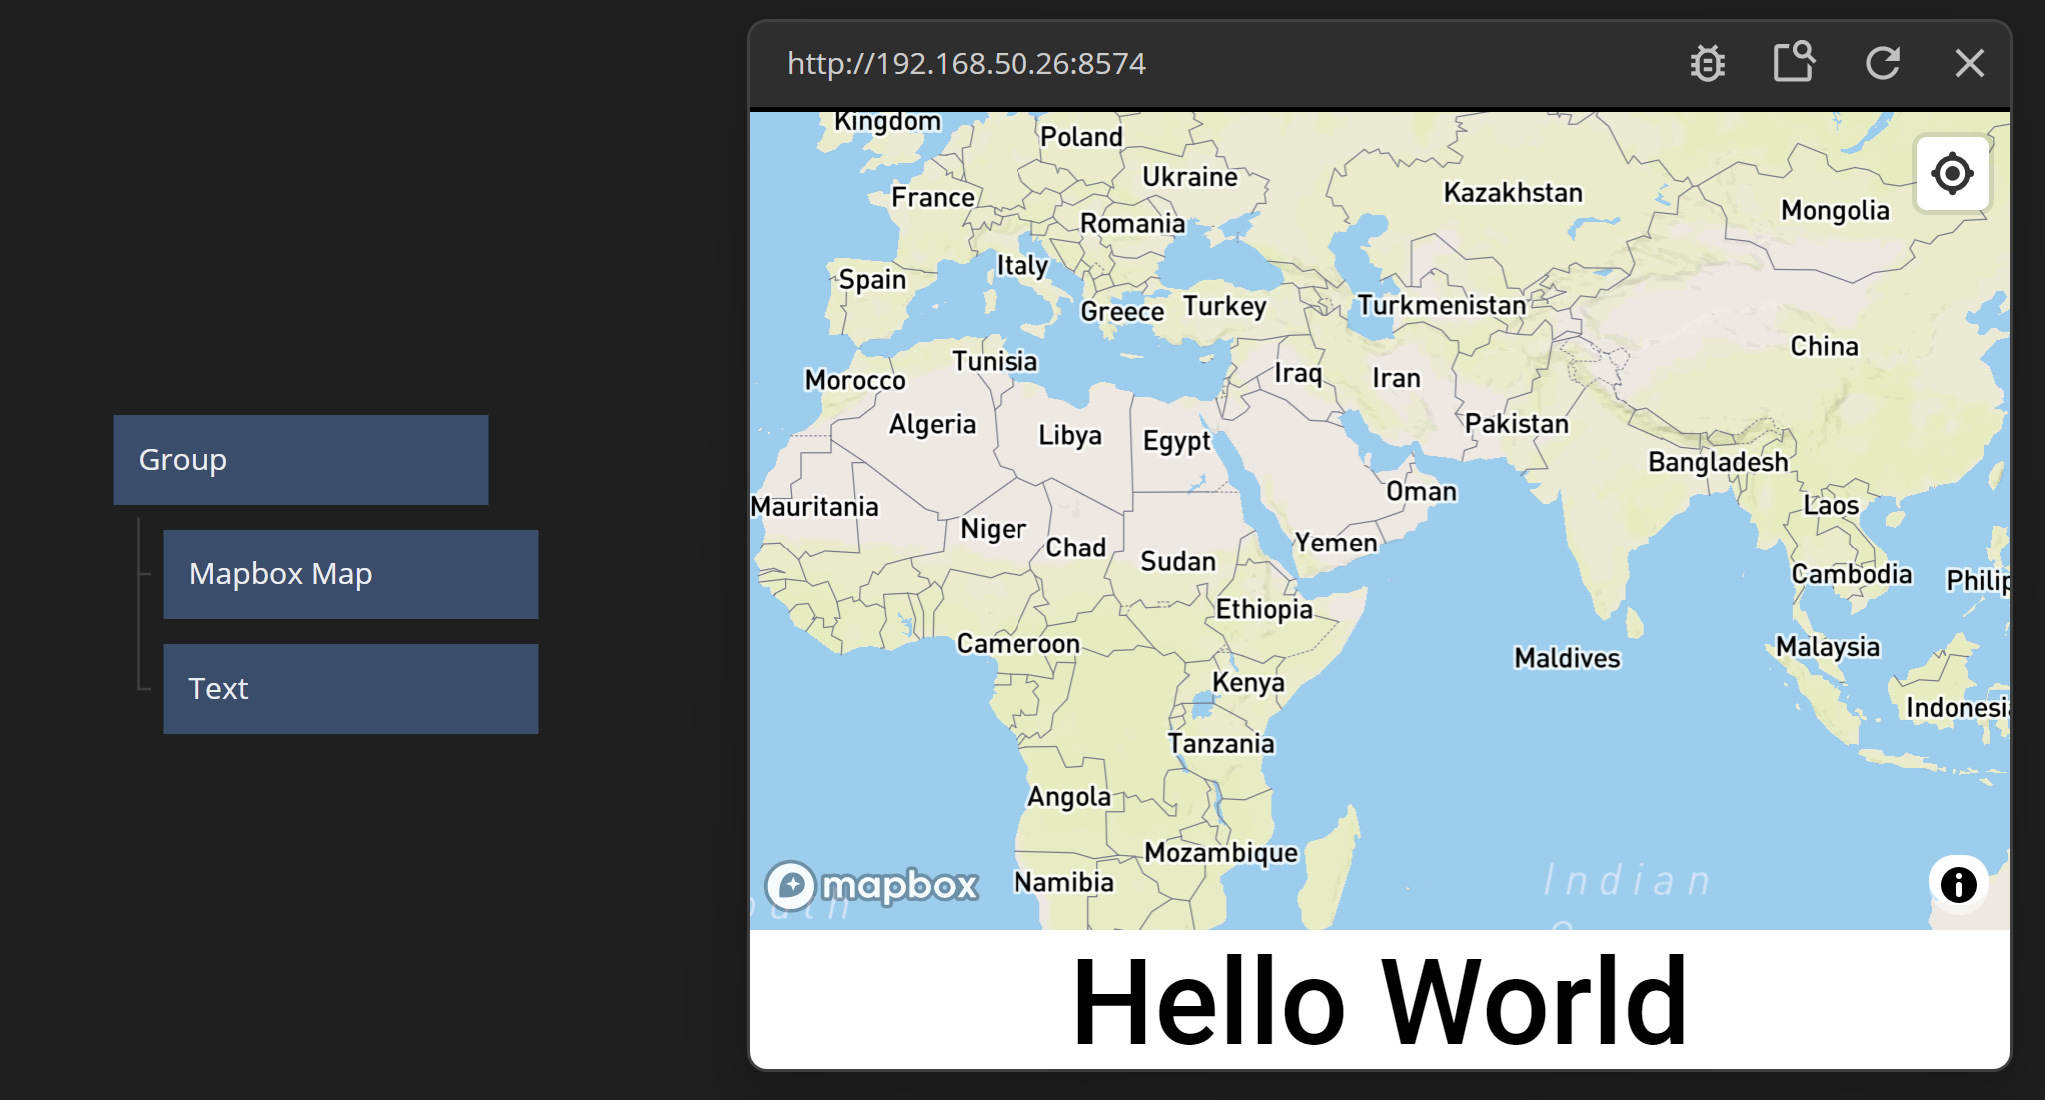 Group
Mapbox Map
Text
http://192.168.50.26:8574
Kingdom
Poland
Ukraine
France
Kazakhstan
Mongolia
Romania
Italy
Spain
Greece
Turkey
Turkmenistan
China
Tunisia
Morocco
Iraq
Iran
Algeria
Libya
Egypt
Pakistan
Bangladesh
Oman
Mauritania
Laos
Niger
Chad
Yemen
Sudan
Cambodia
Philip
Ethiopia
Cameroon
Malaysia
Maldives
Kenya
Indonesi
Tanzania
Angola
Mozambique
Namibia
Indian
mapbox
Hello World